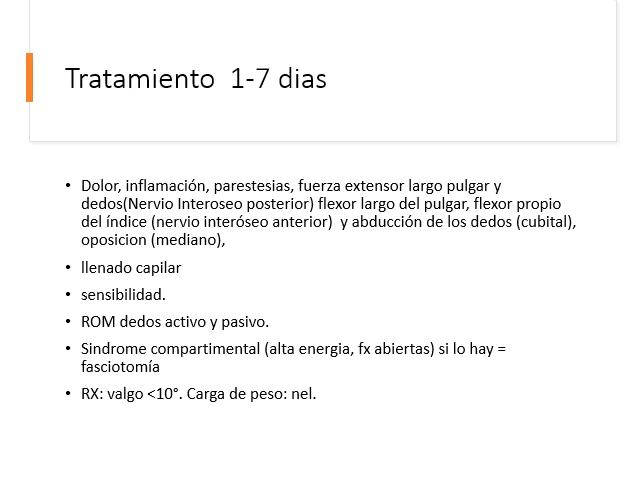 Tratamiento  1-7 dias
• Dolor, inflamación, parestesias, fuerza extensor largo pulgar y
dedos(Nervio Interoseo posterior) flexor largo del pulgar, flexor propio
del índice (nervio interóseo anterior)  y abducción de los dedos (cubital),
oposicion (mediano),
• llenado capilar
• sensibilidad.
• ROM dedos activo y pasivo.
• Sindrome compartimental (alta energia, fx abiertas) si lo hay =
fasciotomía
• RX: valgo <10°. Carga de peso: nel.